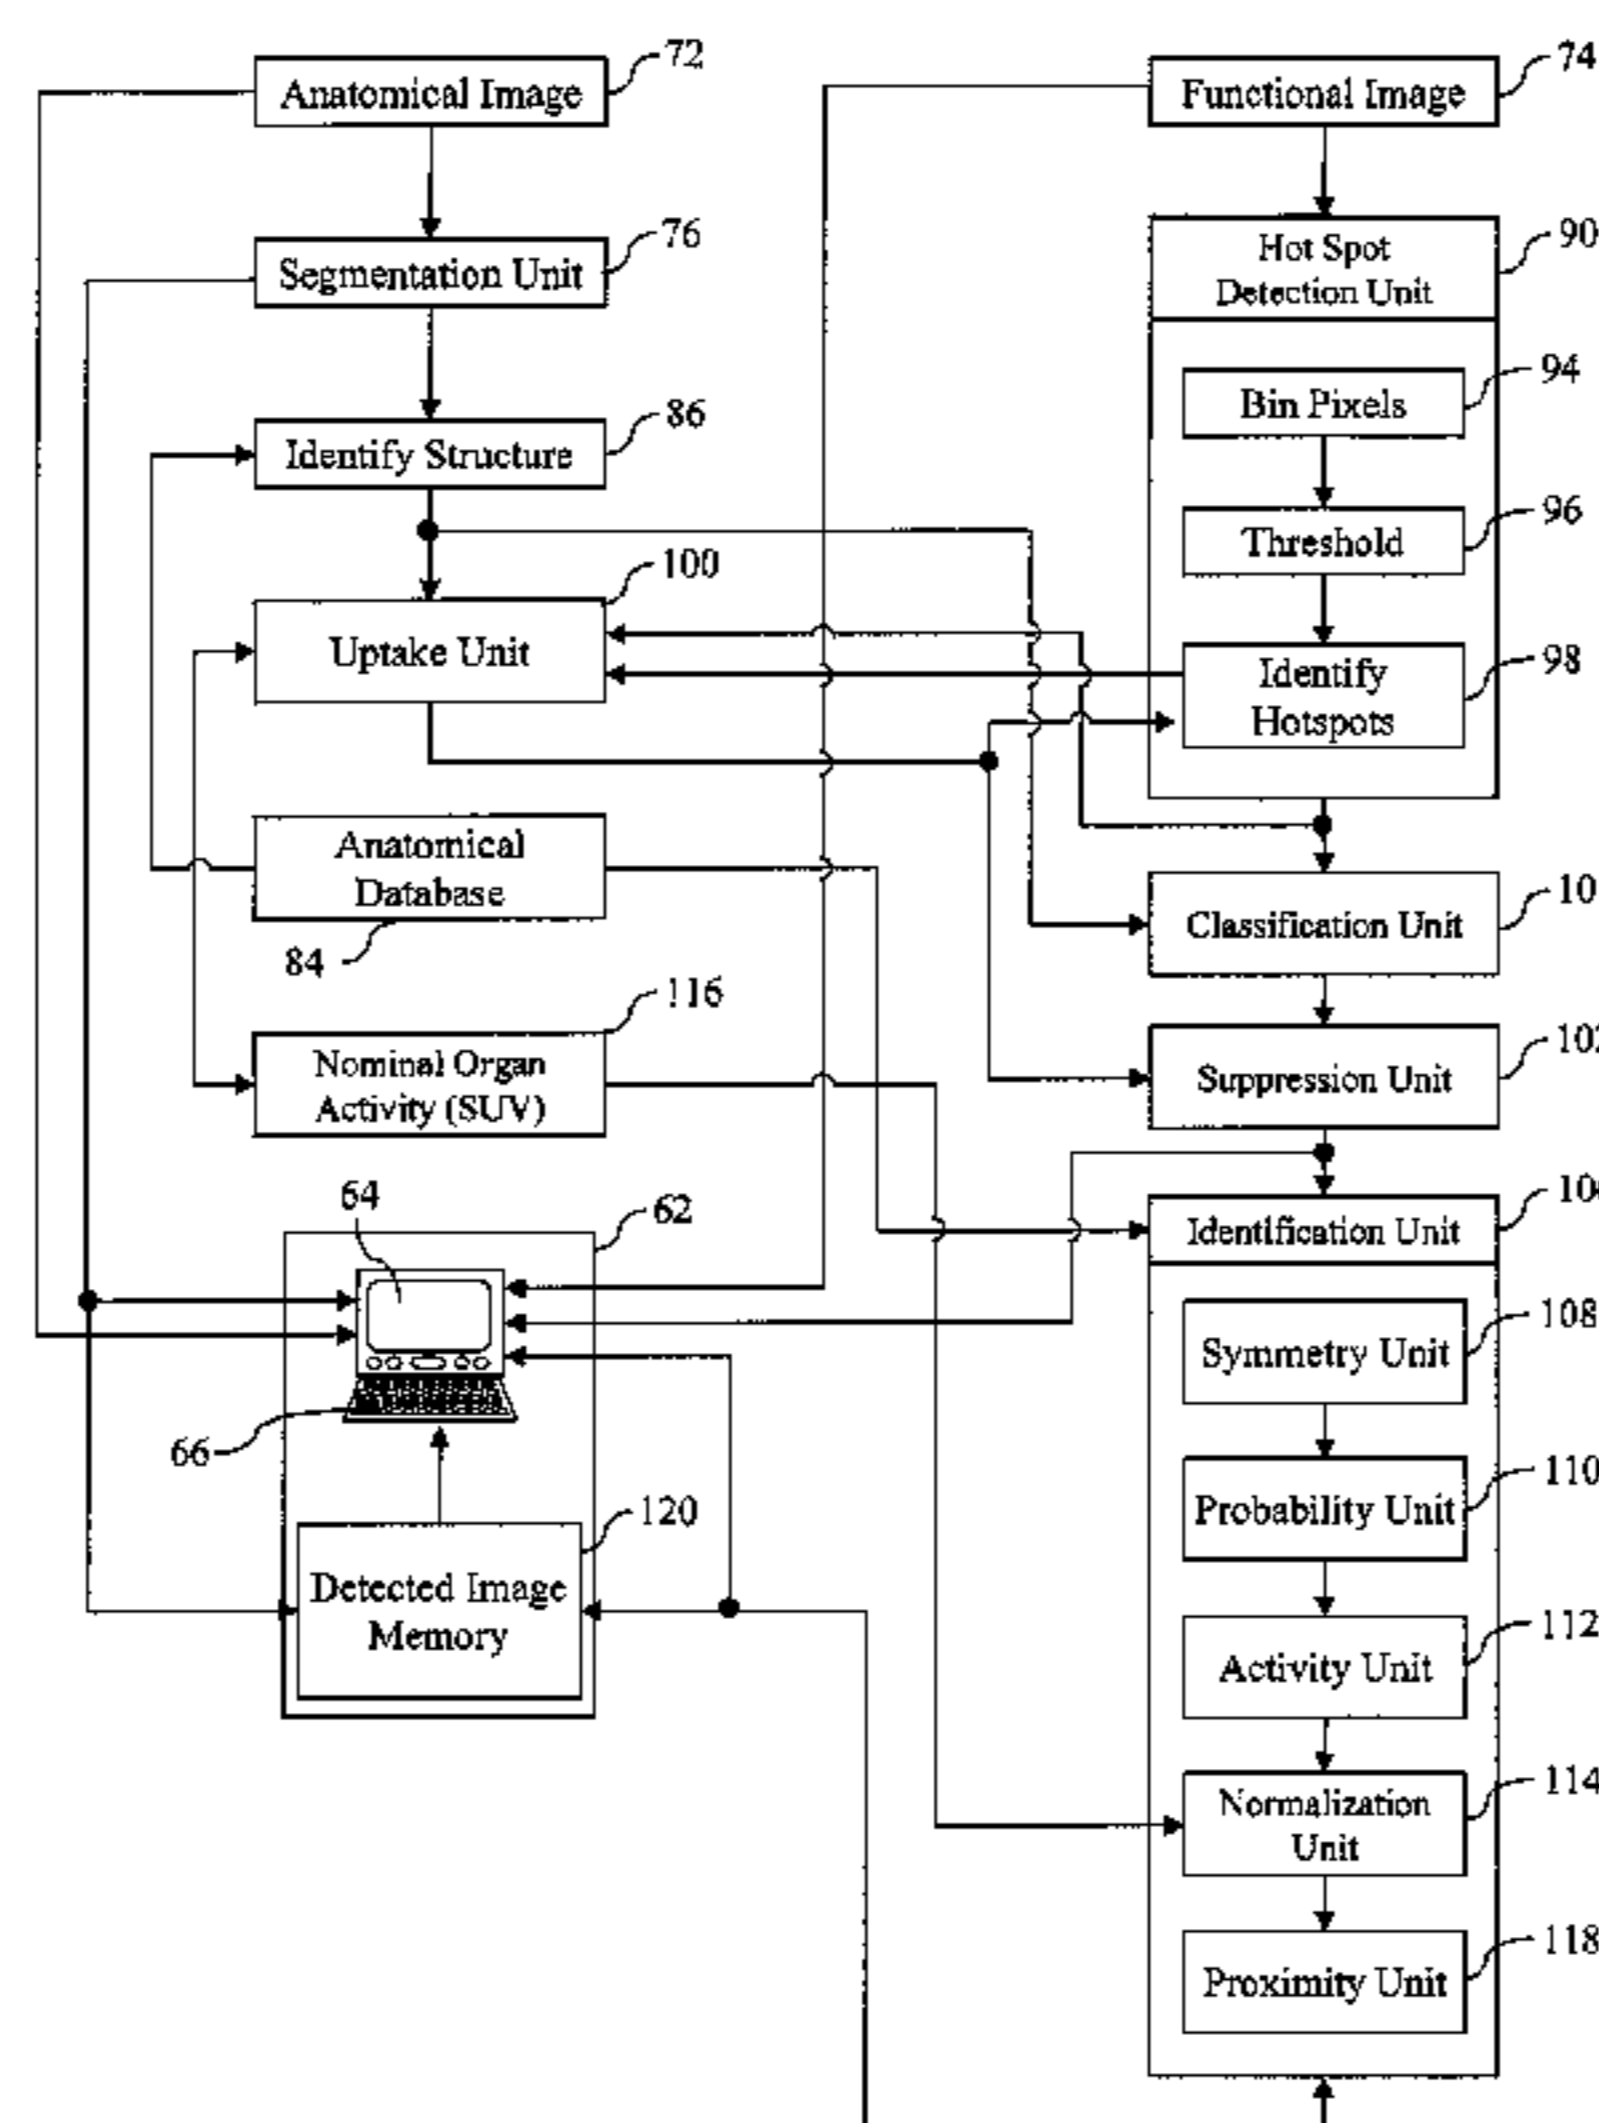 Anatomical Image
72
Functional Image
74
Segmentation Unit
76
Hot Spot
Detection Unit
90
Bin Pixels
94
Identify Structure
86
Threshold
96
Uptake Unit
100
Identify
Hotspots
98
Anatomical
Database
84
Classification Unit
10
Nominal Organ
Activity (SUV)
116
Suppression Unit
102
64
62
Identification Unit
10
66
Symmetry Unit
108
Probability Unit
110
Detected Image
Memory
120
Activity Unit
112
Normalization
Unit
114
Proximity Unit
118